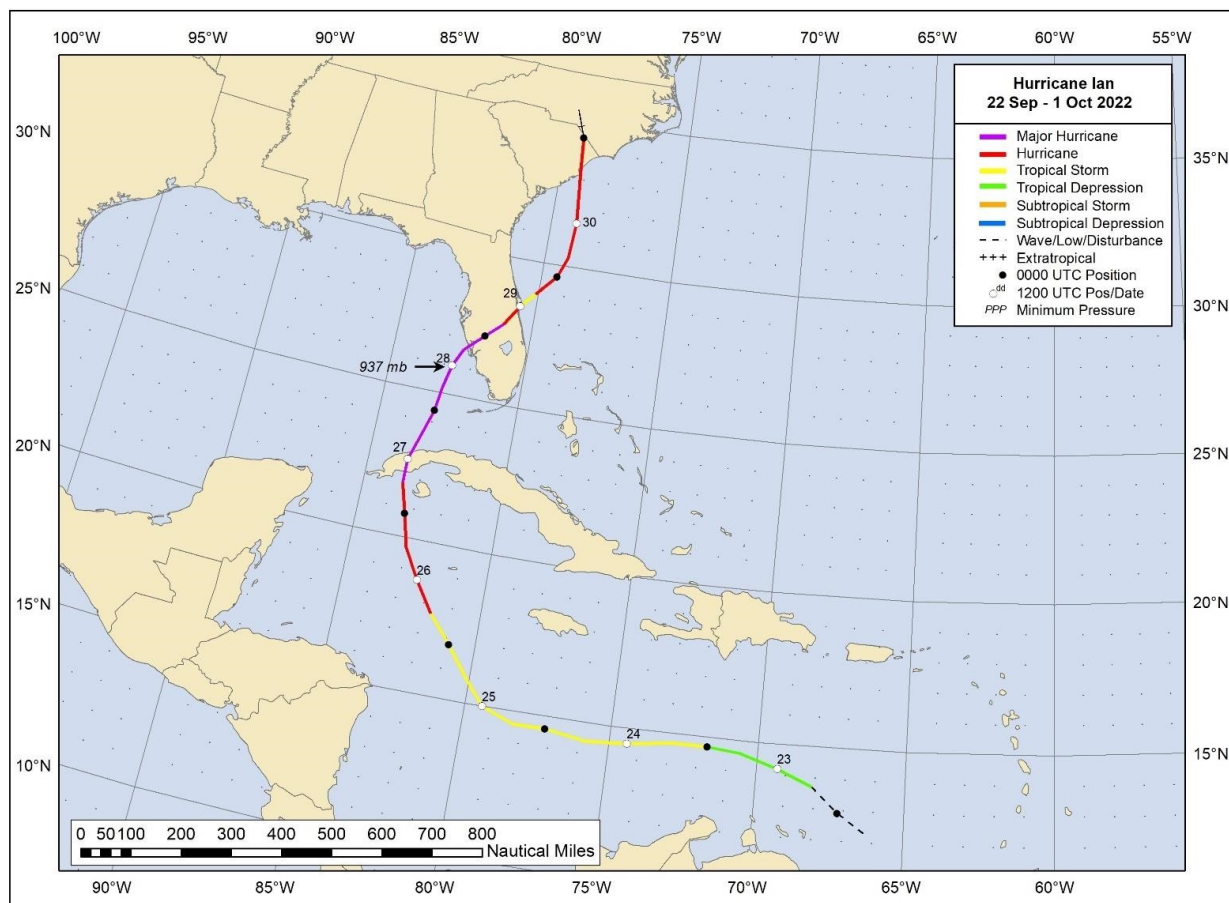 100°W 95°W 90°W 85°W 80°W 75°W 70°W 65°W 60°W 55°W
Hurricane Ian
22 Sep - 1 Oct 2022
Major Hurricane
Hurricane
Tropical Storm
Tropical Depression
Subtropical Storm
Subtropical Depression
Wave/Low/Disturbance
Extratropical
0000 UTC Position
dd 1200 UTC Pos/Date
PPP Minimum Pressure
30°N
35°N
30
25°N
29
30°N
28
937 mb
20°N
27
25°N
26
15°N
20°N
25
24
23
10°N
15°N
0 50 100 200 300 400 500 600 700 800
Nautical Miles
90°W 85°W 80°W 75°W 70°W 65°W 60°W